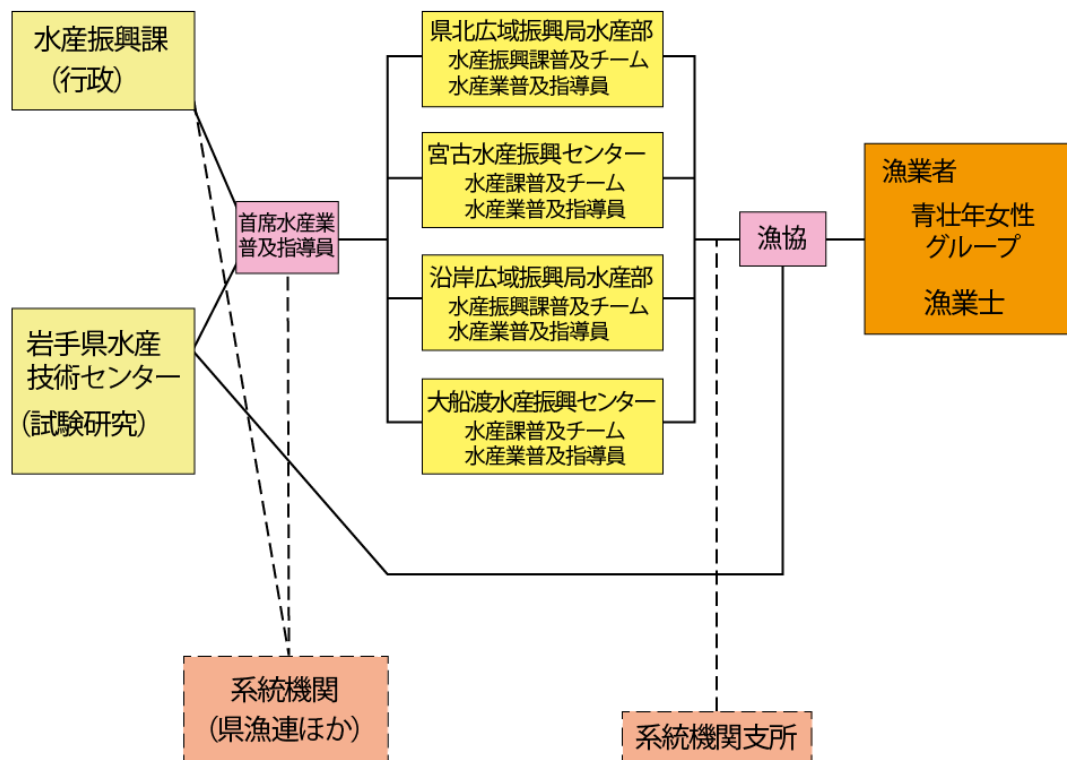 水産振興課
（行政）
岩手県水産
技術センター
（試験研究）
首席水産業
普及指導員
県北広域振興局水産部
水産振興課普及チーム
水産業普及指導員
宮古水産振興センター
水産課普及チーム
水産業普及指導員
沿岸広域振興局水産部
水産振興課普及チーム
水産業普及指導員
大船渡水産振興センター
水産課普及チーム
水産業普及指導員
漁協
漁業者
青壮年女性
グループ
漁業士
系統機関
（県漁連ほか）
系統機関支所